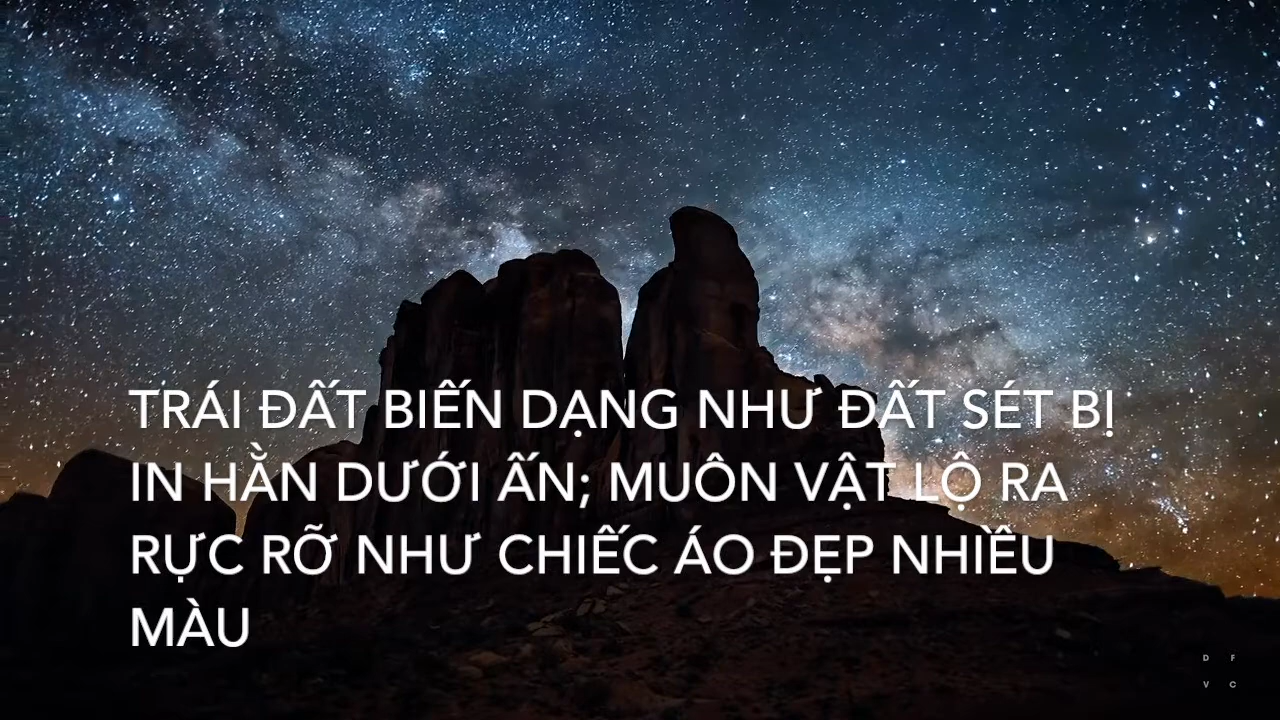 TRÁI ĐẤT BIẾN DẠNG NHƯ ĐẤT SÉT BỊ
IN HẰN DƯỚI ẤN; MUÔN VẬT LỘ RA
RỰC RỠ NHƯ CHIẾC ÁO ĐẸP NHIỀU
MÀU
D F
V C